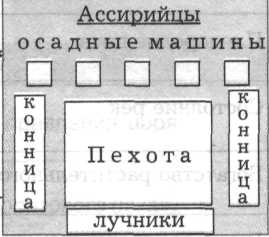 Ассирийцы
осадные машины
конница
Пехота
конница
лучники